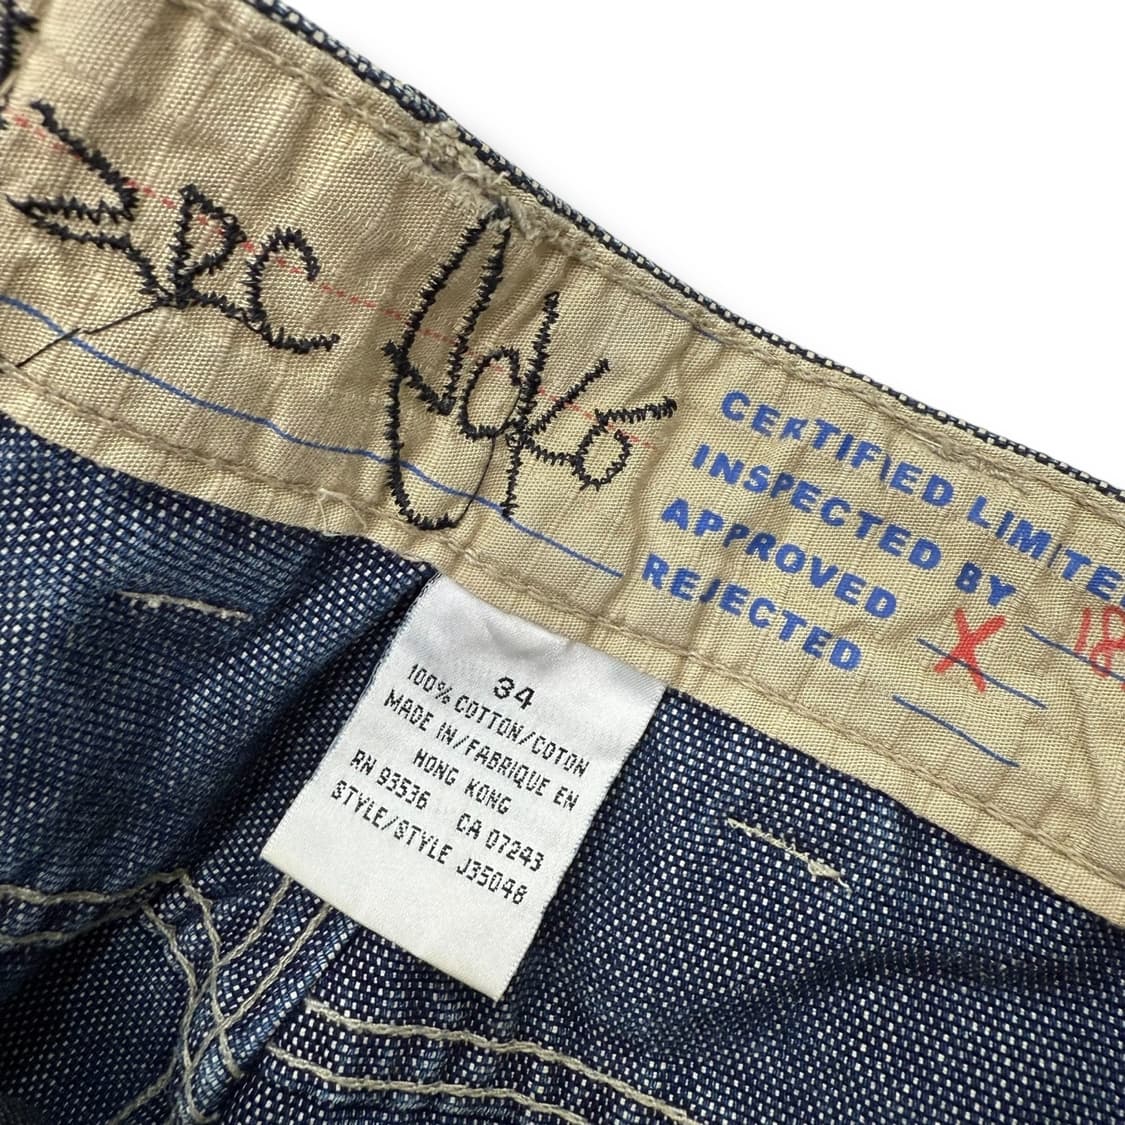 CERTIFIED LIMITE
INSPECTED BY 18
APPROVED X
REJECTED
34
100% COTTON/COTON
MADE IN/FABRIQUE EN
HONG KONG
RN 93536 CA 07243
STYLE/STYLE J35048